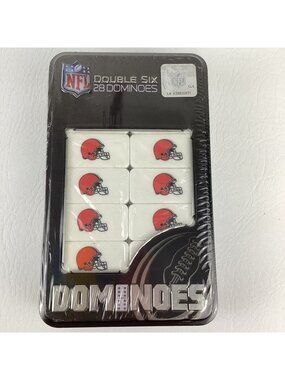 NFL
DOUBLE SIX
28 DOMINOES
DOMINOES